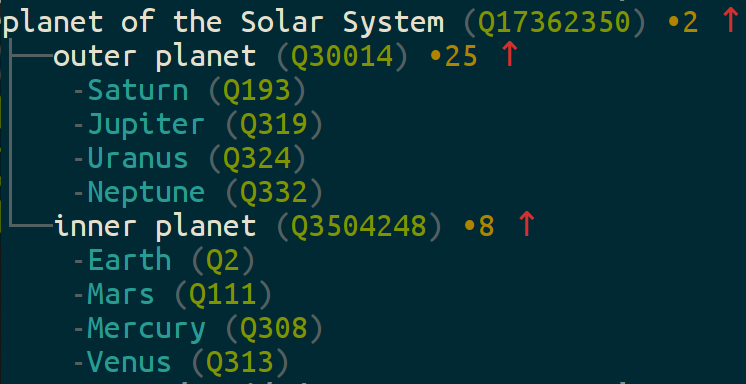 planet of the Solar System (Q17362350) •2 ↑
outer planet (Q30014) •25 ↑
-Saturn (Q193)
-Jupiter (Q319)
-Uranus (Q324)
-Neptune (Q332)
inner planet (Q3504248) •8 ↑
-Earth (Q2)
-Mars (Q111)
-Mercury (Q308)
-Venus (Q313)